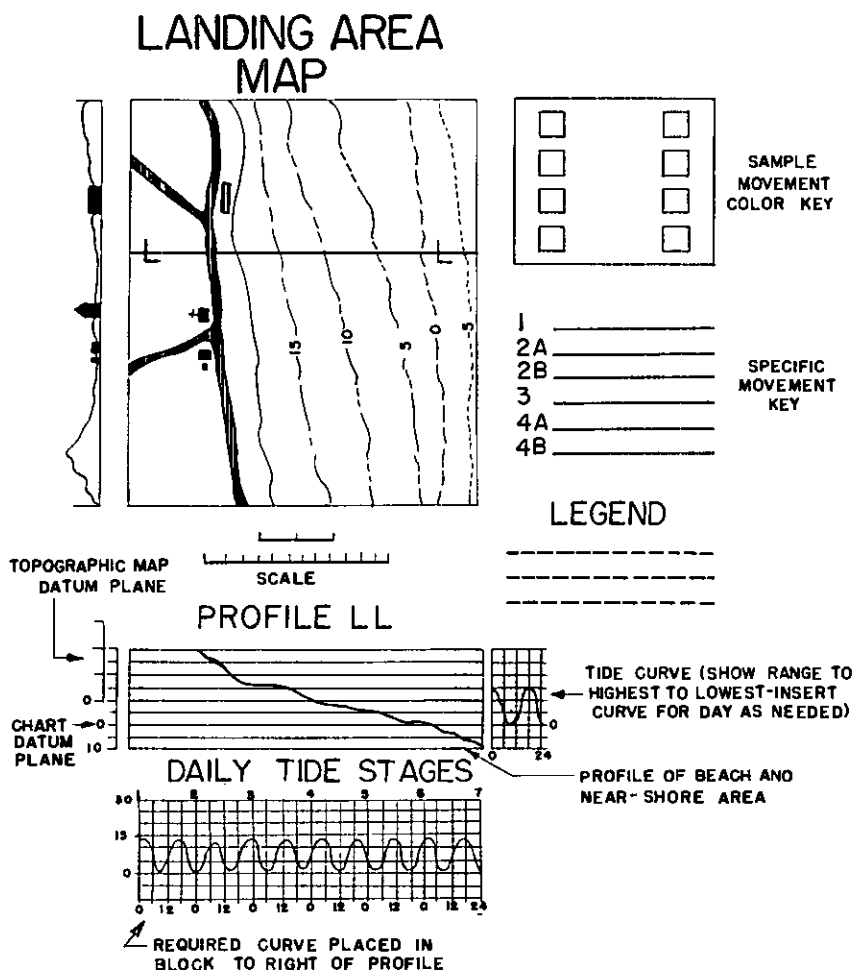 LANDING AREA
MAP
SAMPLE
MOVEMENT
COLOR KEY
L
L
15
10
5
0
-5
1
2A
2B
3
4A
4B
SPECIFIC
MOVEMENT
KEY
LEGEND
SCALE
TOPOGRAPHIC MAP
DATUM PLANE
PROFILE LL
0
CHART
DATUM
PLANE
0
10
0
0 24
TIDE CURVE (SHOW RANGE TO
HIGHEST TO LOWEST-INSERT
CURVE FOR DAY AS NEEDED)
PROFILE OF BEACH AND
NEAR-SHORE AREA
DAILY TIDE STAGES
1 2 3 4 5 6 7
30
15
0
0 12 0 12 0 12 0 12 0 12 0 12 24
REQUIRED CURVE PLACED IN
BLOCK TO RIGHT OF PROFILE